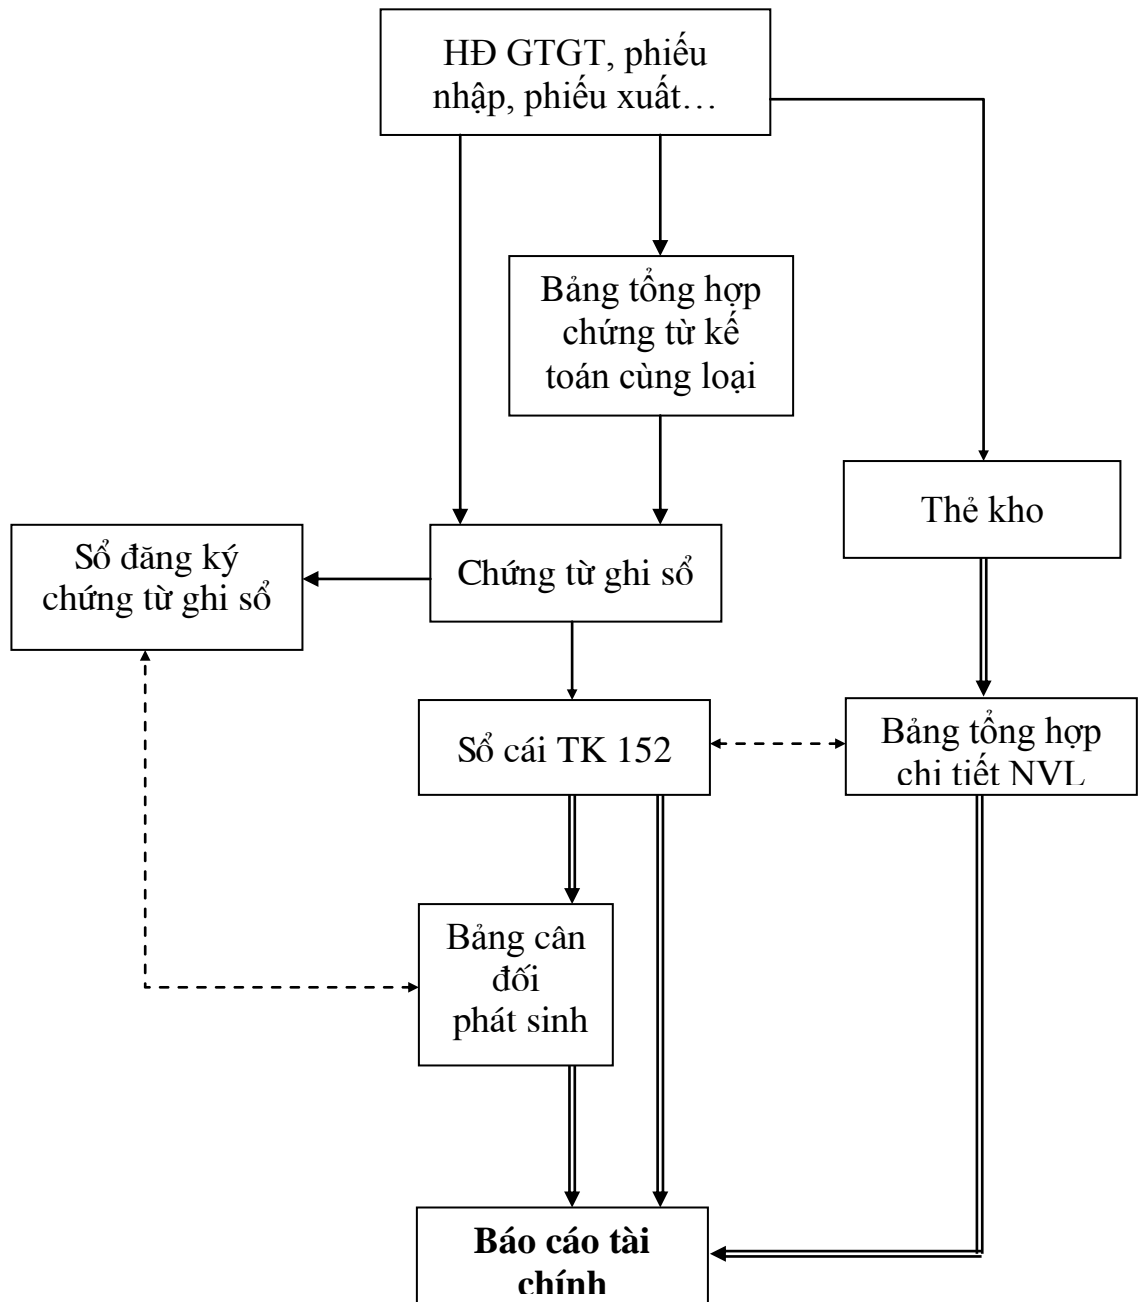 HĐ GTGT, phiếu
nhập, phiếu xuất…
Bảng tổng hợp
chứng từ kế
toán cùng loại
Thẻ kho
Sổ đăng ký
chứng từ ghi sổ
Chứng từ ghi sổ
Sổ cái TK 152
Bảng tổng hợp
chi tiết NVL
Bảng cân
đối
phát sinh
Báo cáo tài
chính